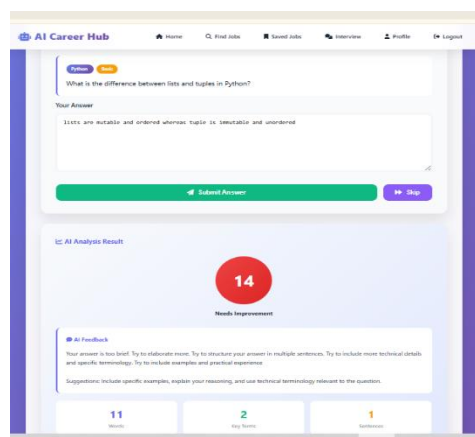 AI Career Hub Home Find Jobs Saved Jobs Interview Profile Logout
Python Basic
What is the difference between lists and tuples in Python?
Your Answer
lists are mutable and ordered whereas tuple is immutable and unordered
Submit Answer Skip
AI Analysis Result
14
Needs Improvement
AI Feedback
Your answer is too brief. Try to elaborate more. Try to structure your answer in multiple sentences. Try to include more technical details
and specific terminology. Try to include examples and practical experience.
Suggestions: Include specific examples, explain your reasoning, and use technical terminology relevant to the question.
11 2 1
Words Key Terms Sentences